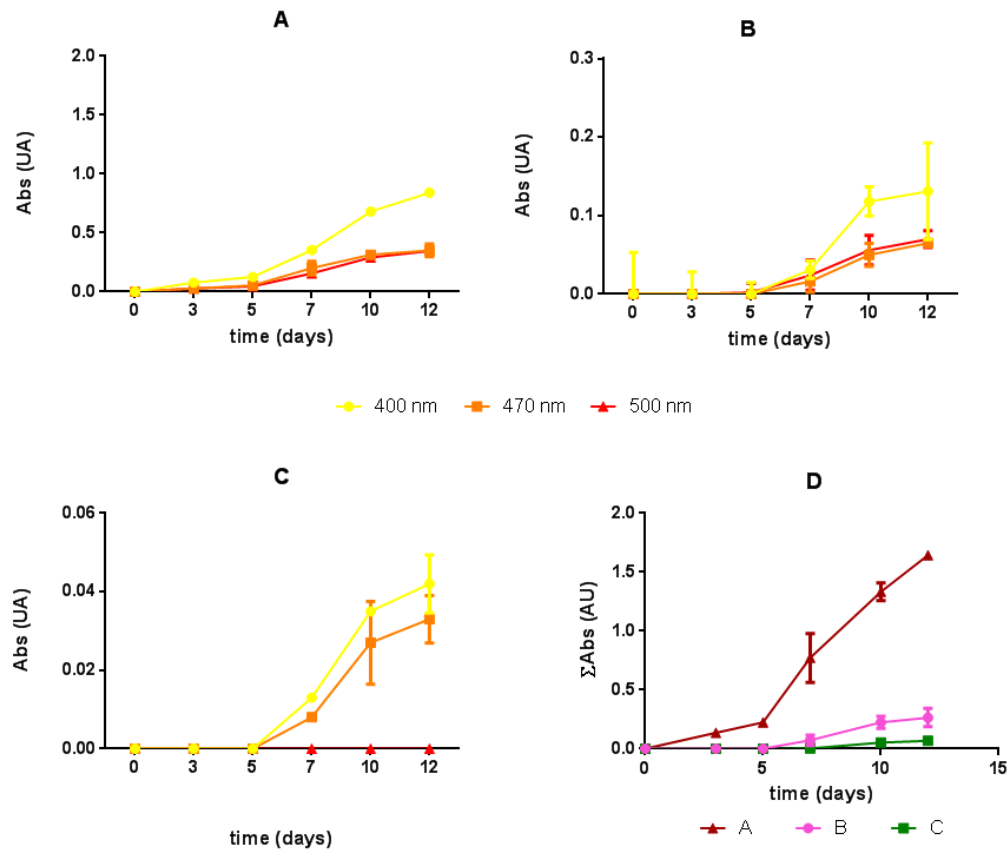 A
2.0
1.5
1.0
0.5
0.0
Abs (UA)
0 3 5 7 10 12
time (days)
B
0.3
0.2
0.1
0.0
Abs (UA)
0 3 5 7 10 12
time (days)
400 nm 470 nm 500 nm
C
0.06
0.04
0.02
0.00
Abs (UA)
0 3 5 7 10 12
time (days)
D
2.0
1.5
1.0
0.5
0.0
ΣAbs (AU)
0 5 10 15
time (days)
A B C